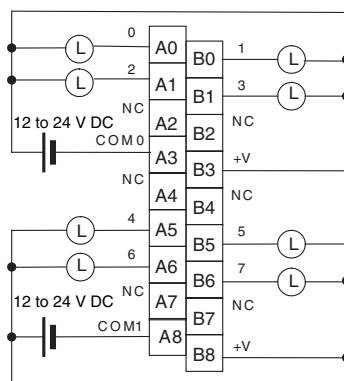 0 A0
L
B0 1 L
2 A1
L
B1 3 L
NC A2
B2 NC
12 to 24 V DC
COM0 A3
B3 +V
NC A4
B4 NC
4 A5
L
B5 5 L
6 A6
L
B6 7 L
NC A7
B7 NC
12 to 24 V DC
COM1 A8
B8 +V